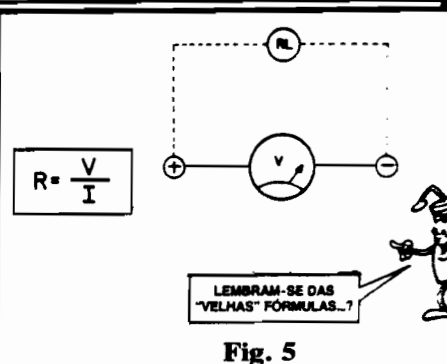 RL
V
+
−
R = V
I
LEMBRAM-SE DAS
"VELHAS" FÓRMULAS...?
Fig. 5